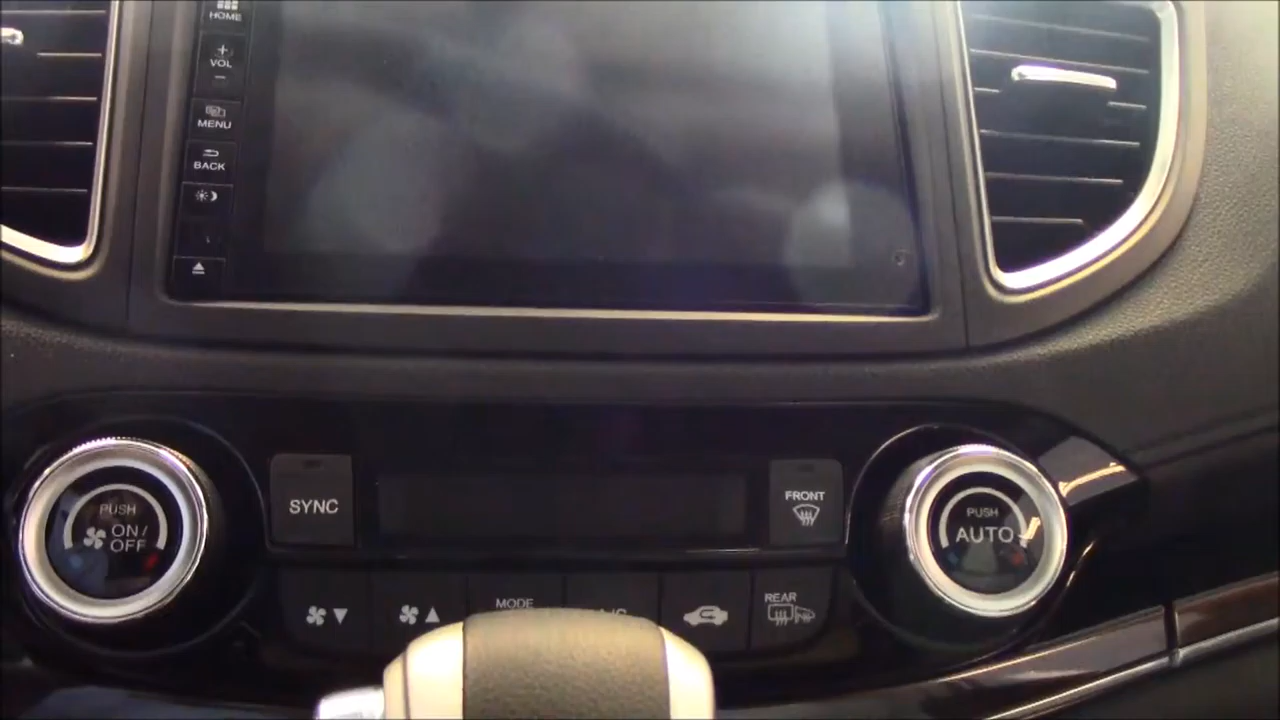 HOME
+
VOL
−
MENU
BACK
PUSH
ON/
OFF
SYNC
FRONT
PUSH
AUTO
MODE
REAR